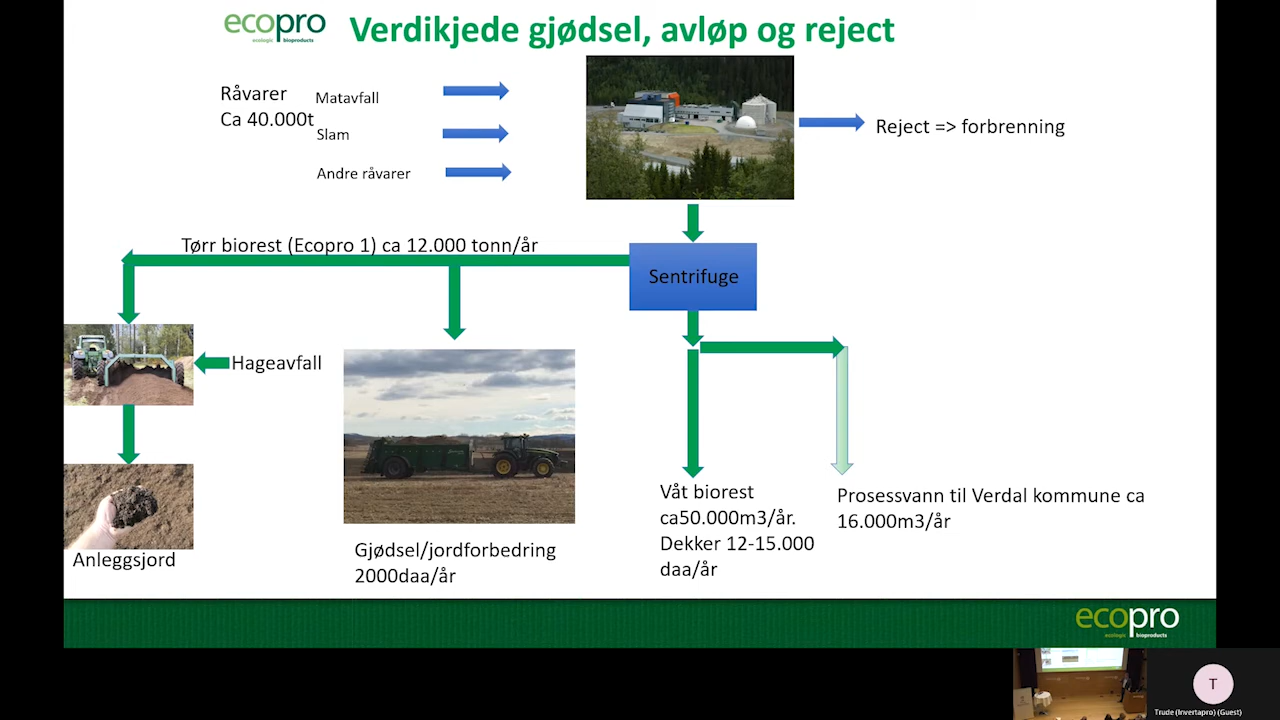 ecopro
ecologic bioproducts
Verdikjede gjødsel, avløp og reject
Råvarer
Ca 40.000t
Matavfall
Slam
Andre råvarer
Reject => forbrenning
Tørr biorest (Ecopro 1) ca 12.000 tonn/år
Sentrifuge
Hageavfall
Anleggsjord
Gjødsel/jordforbedring
2000daa/år
Våt biorest
ca50.000m3/år.
Dekker 12-15.000
daa/år
Prosessvann til Verdal kommune ca
16.000m3/år
ecopro
ecologic bioproducts
T
Trude (Invertapro) (Guest)